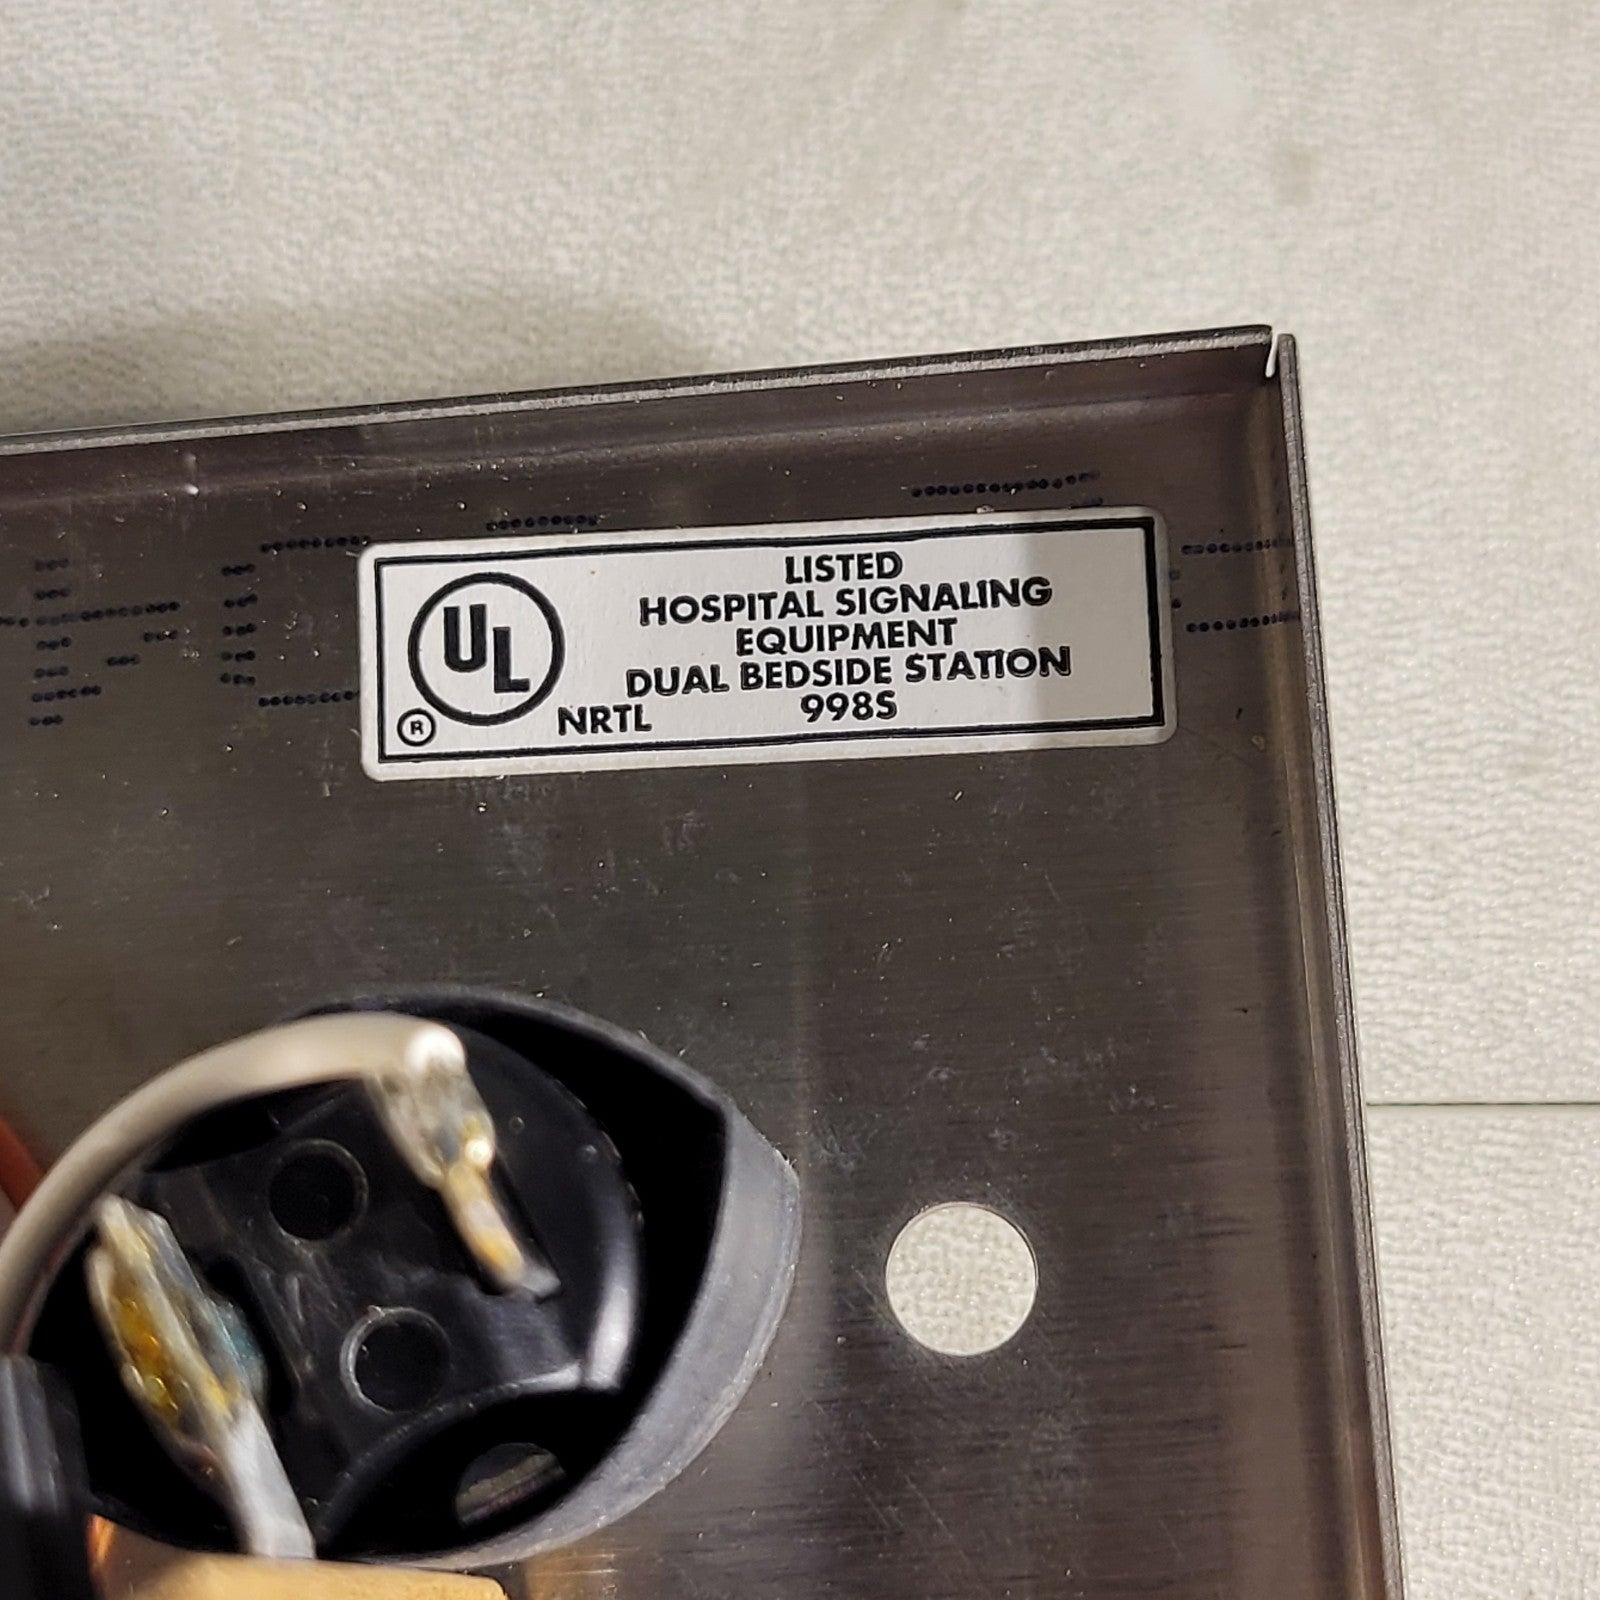 LISTED
HOSPITAL SIGNALING
EQUIPMENT
DUAL BEDSIDE STATION
998S
UL
®
NRTL